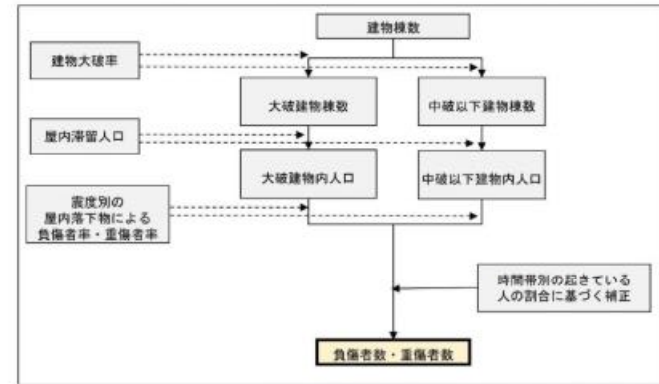 建物棟数
建物大破率
大破建物棟数
中破以下建物棟数
屋内滞留人口
大破建物内人口
中破以下建物内人口
震度別の
屋内落下物による
負傷者率・重傷者率
時間帯別の起きている
人の割合に基づく補正
負傷者数・重傷者数